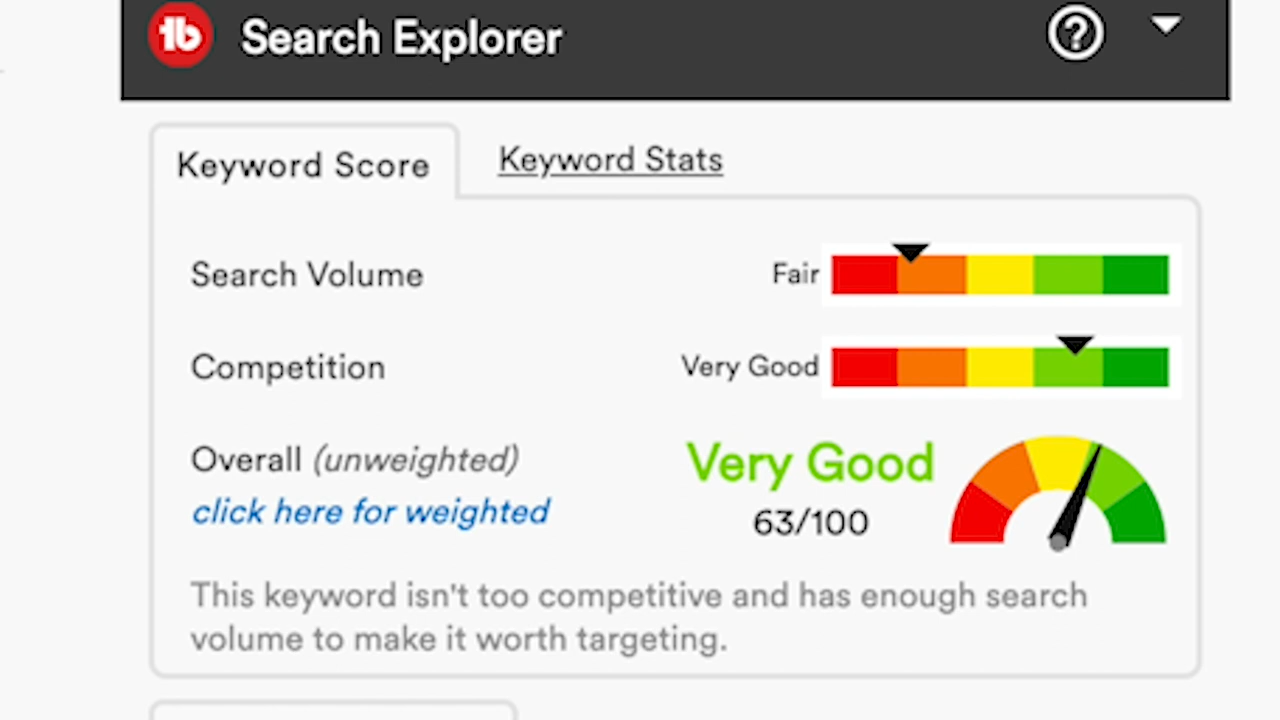 tb Search Explorer ?
Keyword Score Keyword Stats
Search Volume Fair
Competition Very Good
Overall (unweighted) Very Good
click here for weighted 63/100
This keyword isn't too competitive and has enough search
volume to make it worth targeting.